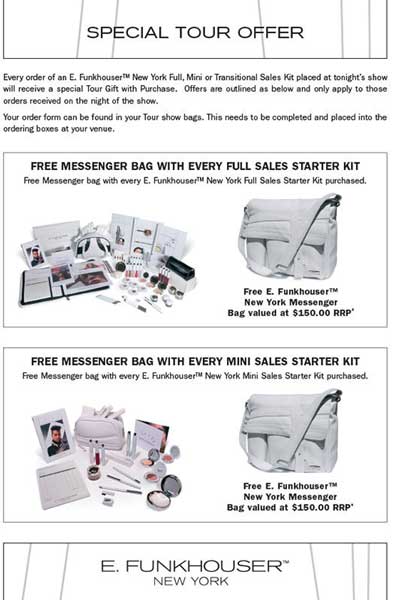 SPECIAL TOUR OFFER
Every order of an E. Funkhouser™ New York Full, Mini or Transitional Sales Kit placed at tonight's show
will receive a special Tour Gift with Purchase.  Offers are outlined as below and only apply to those
orders received on the night of the show.
Your order form can be found in your Tour show bags. This needs to be completed and placed into the
ordering boxes at your venue.
FREE MESSENGER BAG WITH EVERY FULL SALES STARTER KIT
Free Messenger bag with every E. Funkhouser™ New York Full Sales Starter Kit purchased.
Free E. Funkhouser™
New York Messenger
Bag valued at $150.00 RRP*
FREE MESSENGER BAG WITH EVERY MINI SALES STARTER KIT
Free Messenger bag with every E. Funkhouser™ New York Mini Sales Starter Kit purchased.
Free E. Funkhouser™
New York Messenger
Bag valued at $150.00 RRP*
E. FUNKHOUSER™
NEW YORK